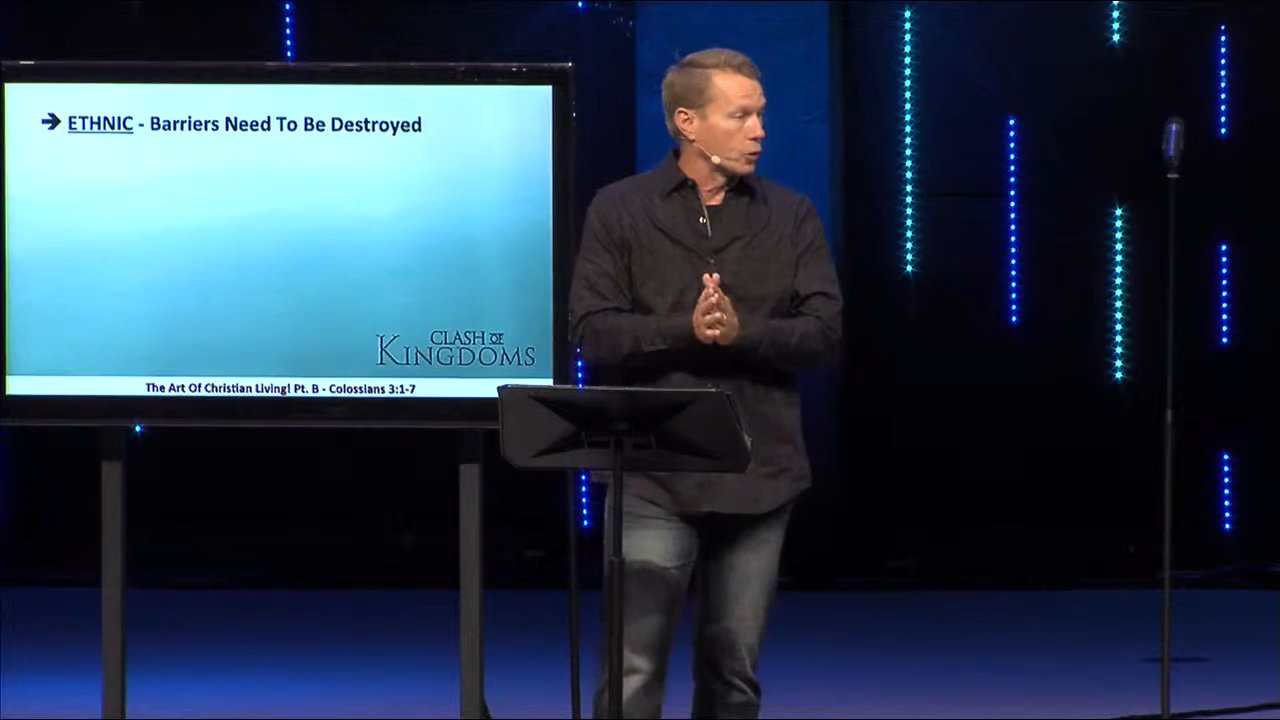 ➔ ETHNIC - Barriers Need To Be Destroyed
CLASH OF
KINGDOMS
The Art Of Christian Living! Pt. B - Colossians 3:1-7